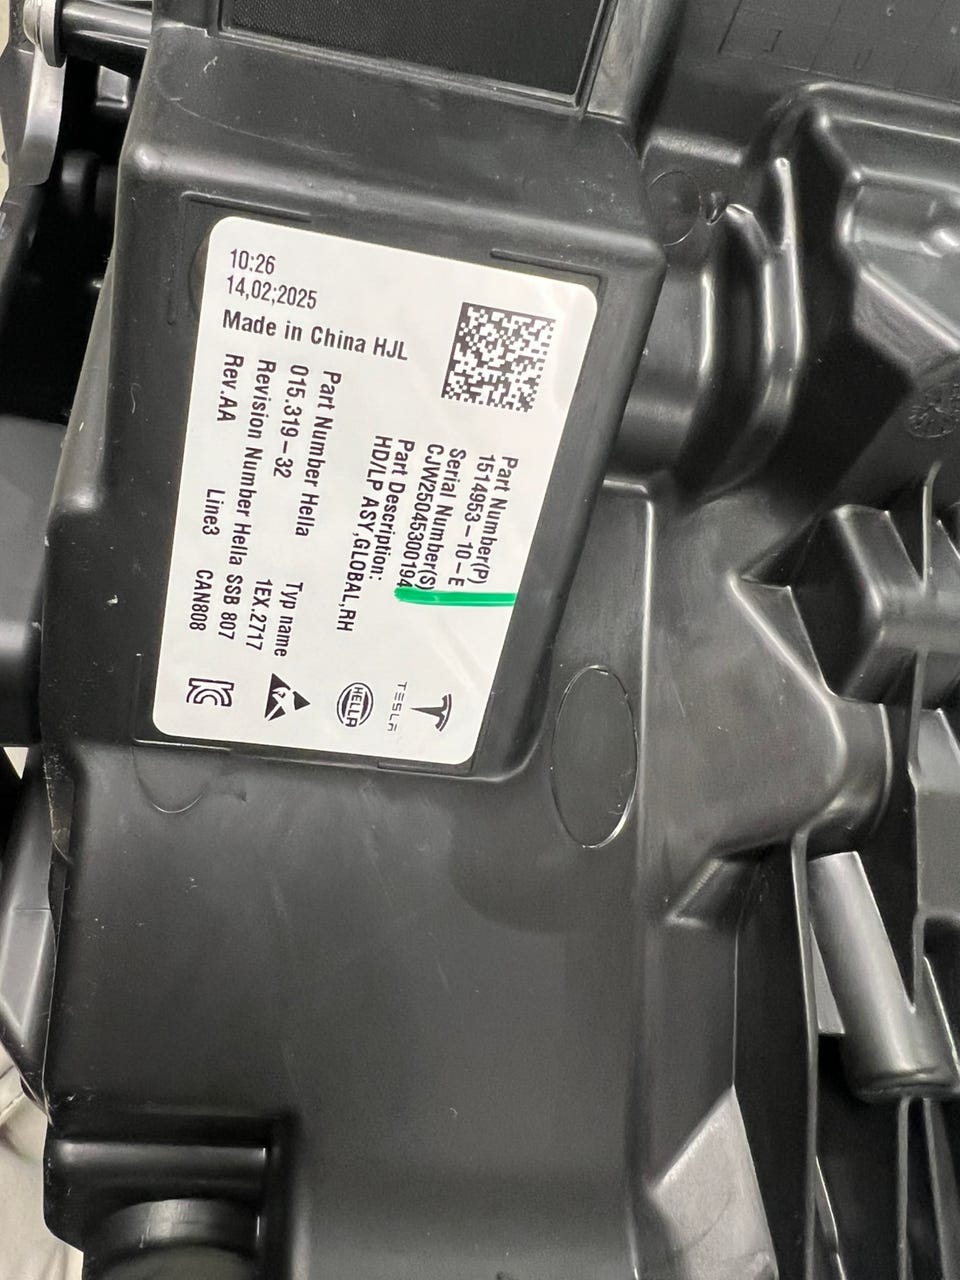 10:26
14,02;2025
Made in China HJL
Part Number(P)
1514953-10-E
Serial Number(S)
CJW25045300194
Part Description:
HD/LP ASY,GLOBAL,RH
Part Number Hella
015.319-32
Revision Number Hella SSB 807
Rev.AA
Line3
CAN808
Typ name
1EX.2717
TESLA
HELLA